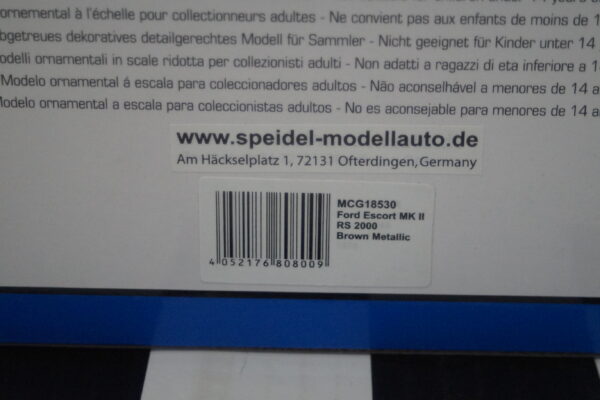 ornemental à l'échelle pour collectionneurs adultes - Ne convient pas aux enfants de moins de 1
bgetreues dekoratives detailgerechtes Modell für Sammler - Nicht geeignet für Kinder unter 14
odelli ornamentali in scale ridotta per collezionisti adulti - Non adatti a ragazzi di eta inferiore a 1
Modelo ornamental á escala para coleccionadores adultos - Não aconselhável a menores de 14 a
Modelo ornamental a escala para coleccionistas adultos - No es aconsejable para menores de 14 a
www.speidel-modellauto.de
Am Häckselplatz 1, 72131 Ofterdingen, Germany
MCG18530
Ford Escort MK II
RS 2000
Brown Metallic
4 052176 808009